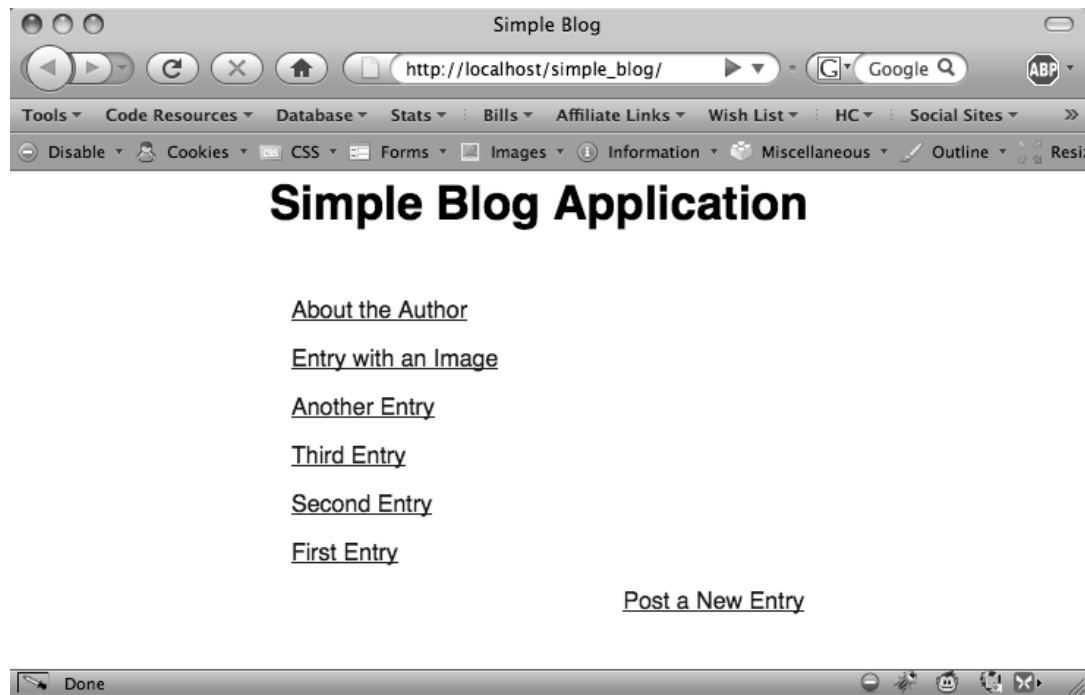 Simple Blog
http://localhost/simple_blog/ G Google ABP
Tools Code Resources Database Stats Bills Affiliate Links Wish List HC Social Sites »
Disable Cookies CSS CSS Forms Images Information Miscellaneous Outline Resi
Simple Blog Application
About the Author
Entry with an Image
Another Entry
Third Entry
Second Entry
First Entry
Post a New Entry
Done